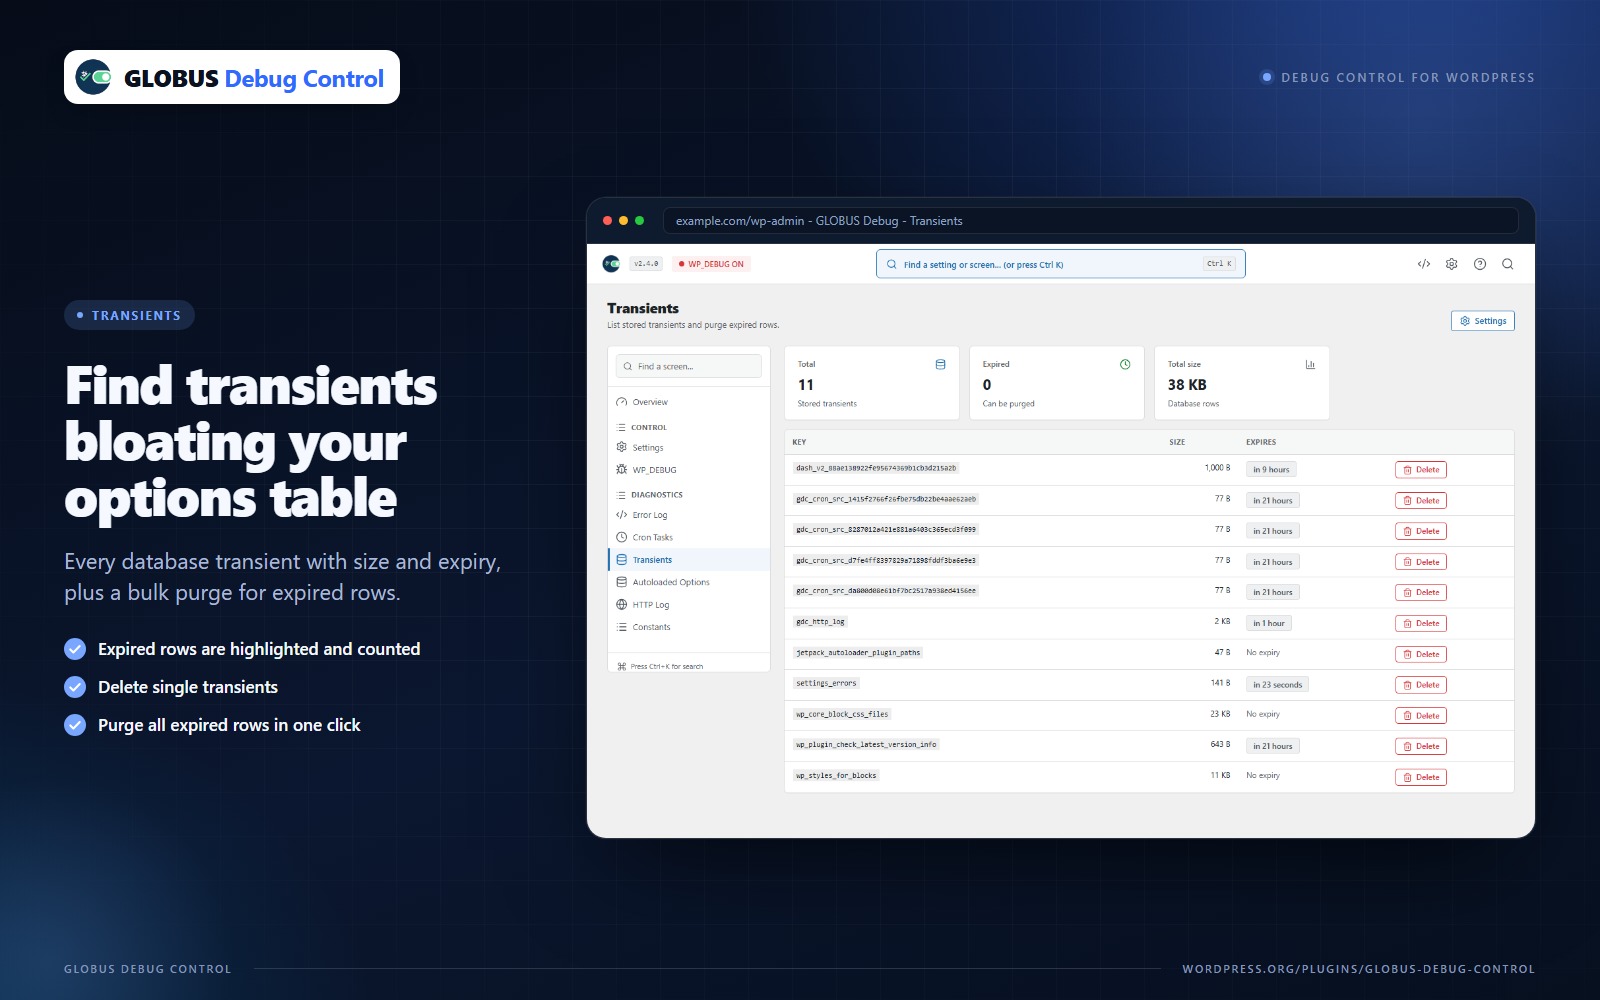 GLOBUS Debug Control
DEBUG CONTROL FOR WORDPRESS
TRANSIENTS
Find transients
bloating your
options table
Every database transient with size and expiry,
plus a bulk purge for expired rows.
Expired rows are highlighted and counted
Delete single transients
Purge all expired rows in one click
example.com/wp-admin - GLOBUS Debug - Transients
v2.4.0
WP_DEBUG ON
Find a setting or screen... (or press Ctrl K)
Ctrl K
Transients
List stored transients and purge expired rows.
Settings
Find a screen...
Overview
CONTROL
Settings
WP_DEBUG
DIAGNOSTICS
Error Log
Cron Tasks
Transients
Autoloaded Options
HTTP Log
Constants
Press Ctrl+K for search
Total
11
Stored transients
Expired
0
Can be purged
Total size
38 KB
Database rows
KEY SIZE EXPIRES
dash_v2_88ae138922fe95674369b1cb3d215a2b 1,000 B in 9 hours Delete
gdc_cron_src_1415f2766f26fbe75db22be4aae62aeb 77 B in 21 hours Delete
gdc_cron_src_8287012a421e881a6403c365ecd3f099 77 B in 21 hours Delete
gdc_cron_src_d7fe4ff8397829a71898fddf3ba6e9e3 77 B in 21 hours Delete
gdc_cron_src_da800d08e61bf7bc2517a938ed4156ee 77 B in 21 hours Delete
gdc_http_log 2 KB in 1 hour Delete
jetpack_autoloader_plugin_paths 47 B No expiry Delete
settings_errors 141 B in 23 seconds Delete
wp_core_block_css_files 23 KB No expiry Delete
wp_plugin_check_latest_version_info 643 B in 21 hours Delete
wp_styles_for_blocks 11 KB No expiry Delete
GLOBUS DEBUG CONTROL
WORDPRESS.ORG/PLUGINS/GLOBUS-DEBUG-CONTROL